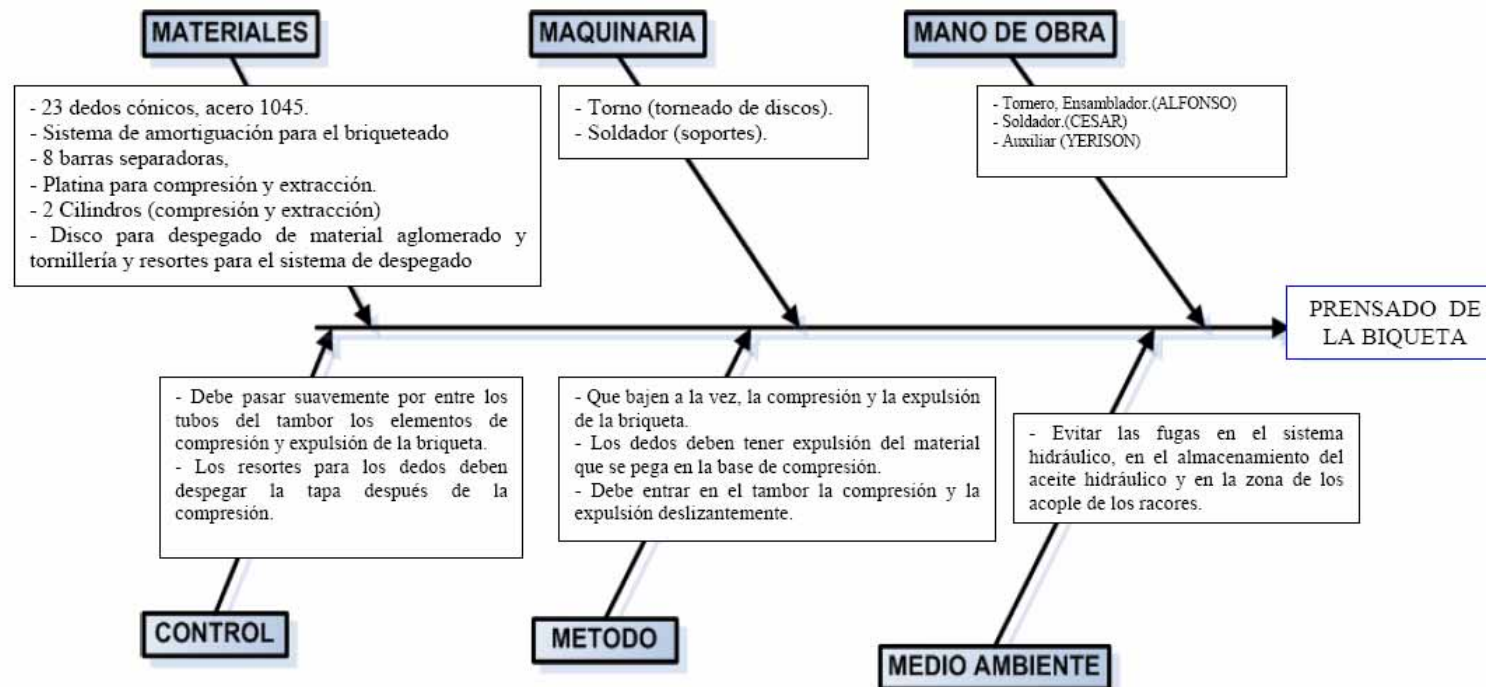 MATERIALES
- 23 dedos cónicos, acero 1045.
- Sistema de amortiguación para el briqueteado
- 8 barras separadoras,
- Platina para compresión y extracción.
- 2 Cilindros (compresión y extracción)
- Disco para despegado de material aglomerado y
tornillería y resortes para el sistema de despegado
MAQUINARIA
- Torno (torneado de discos).
- Soldador (soportes).
MANO DE OBRA
- Tornero, Ensamblador.(ALFONSO)
- Soldador.(CESAR)
- Auxiliar (YERISON)
PRENSADO DE
LA BIQUETA
- Debe pasar suavemente por entre los
tubos del tambor los elementos de
compresión y expulsión de la briqueta.
- Los resortes para los dedos deben
despegar la tapa después de la
compresión.
CONTROL
- Que bajen a la vez, la compresión y la expulsión
de la briqueta.
- Los dedos deben tener expulsión del material
que se pega en la base de compresión.
- Debe entrar en el tambor la compresión y la
expulsión deslizantemente.
METODO
- Evitar las fugas en el sistema
hidráulico, en el almacenamiento del
aceite hidráulico y en la zona de los
acople de los racores.
MEDIO AMBIENTE